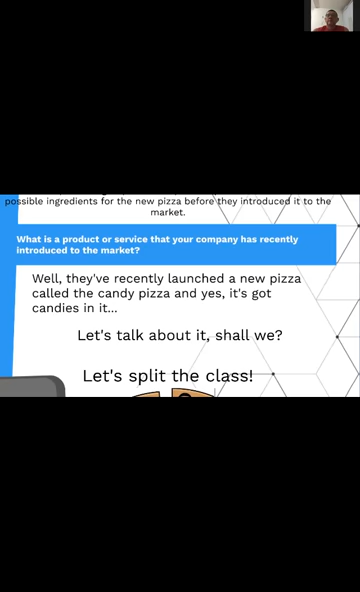 possible ingredients for the new pizza before they introduced it to the
market.
What is a product or service that your company has recently
introduced to the market?
Well, they've recently launched a new pizza
called the candy pizza and yes, it's got
candies in it...
Let's talk about it, shall we?
Let's split the class!